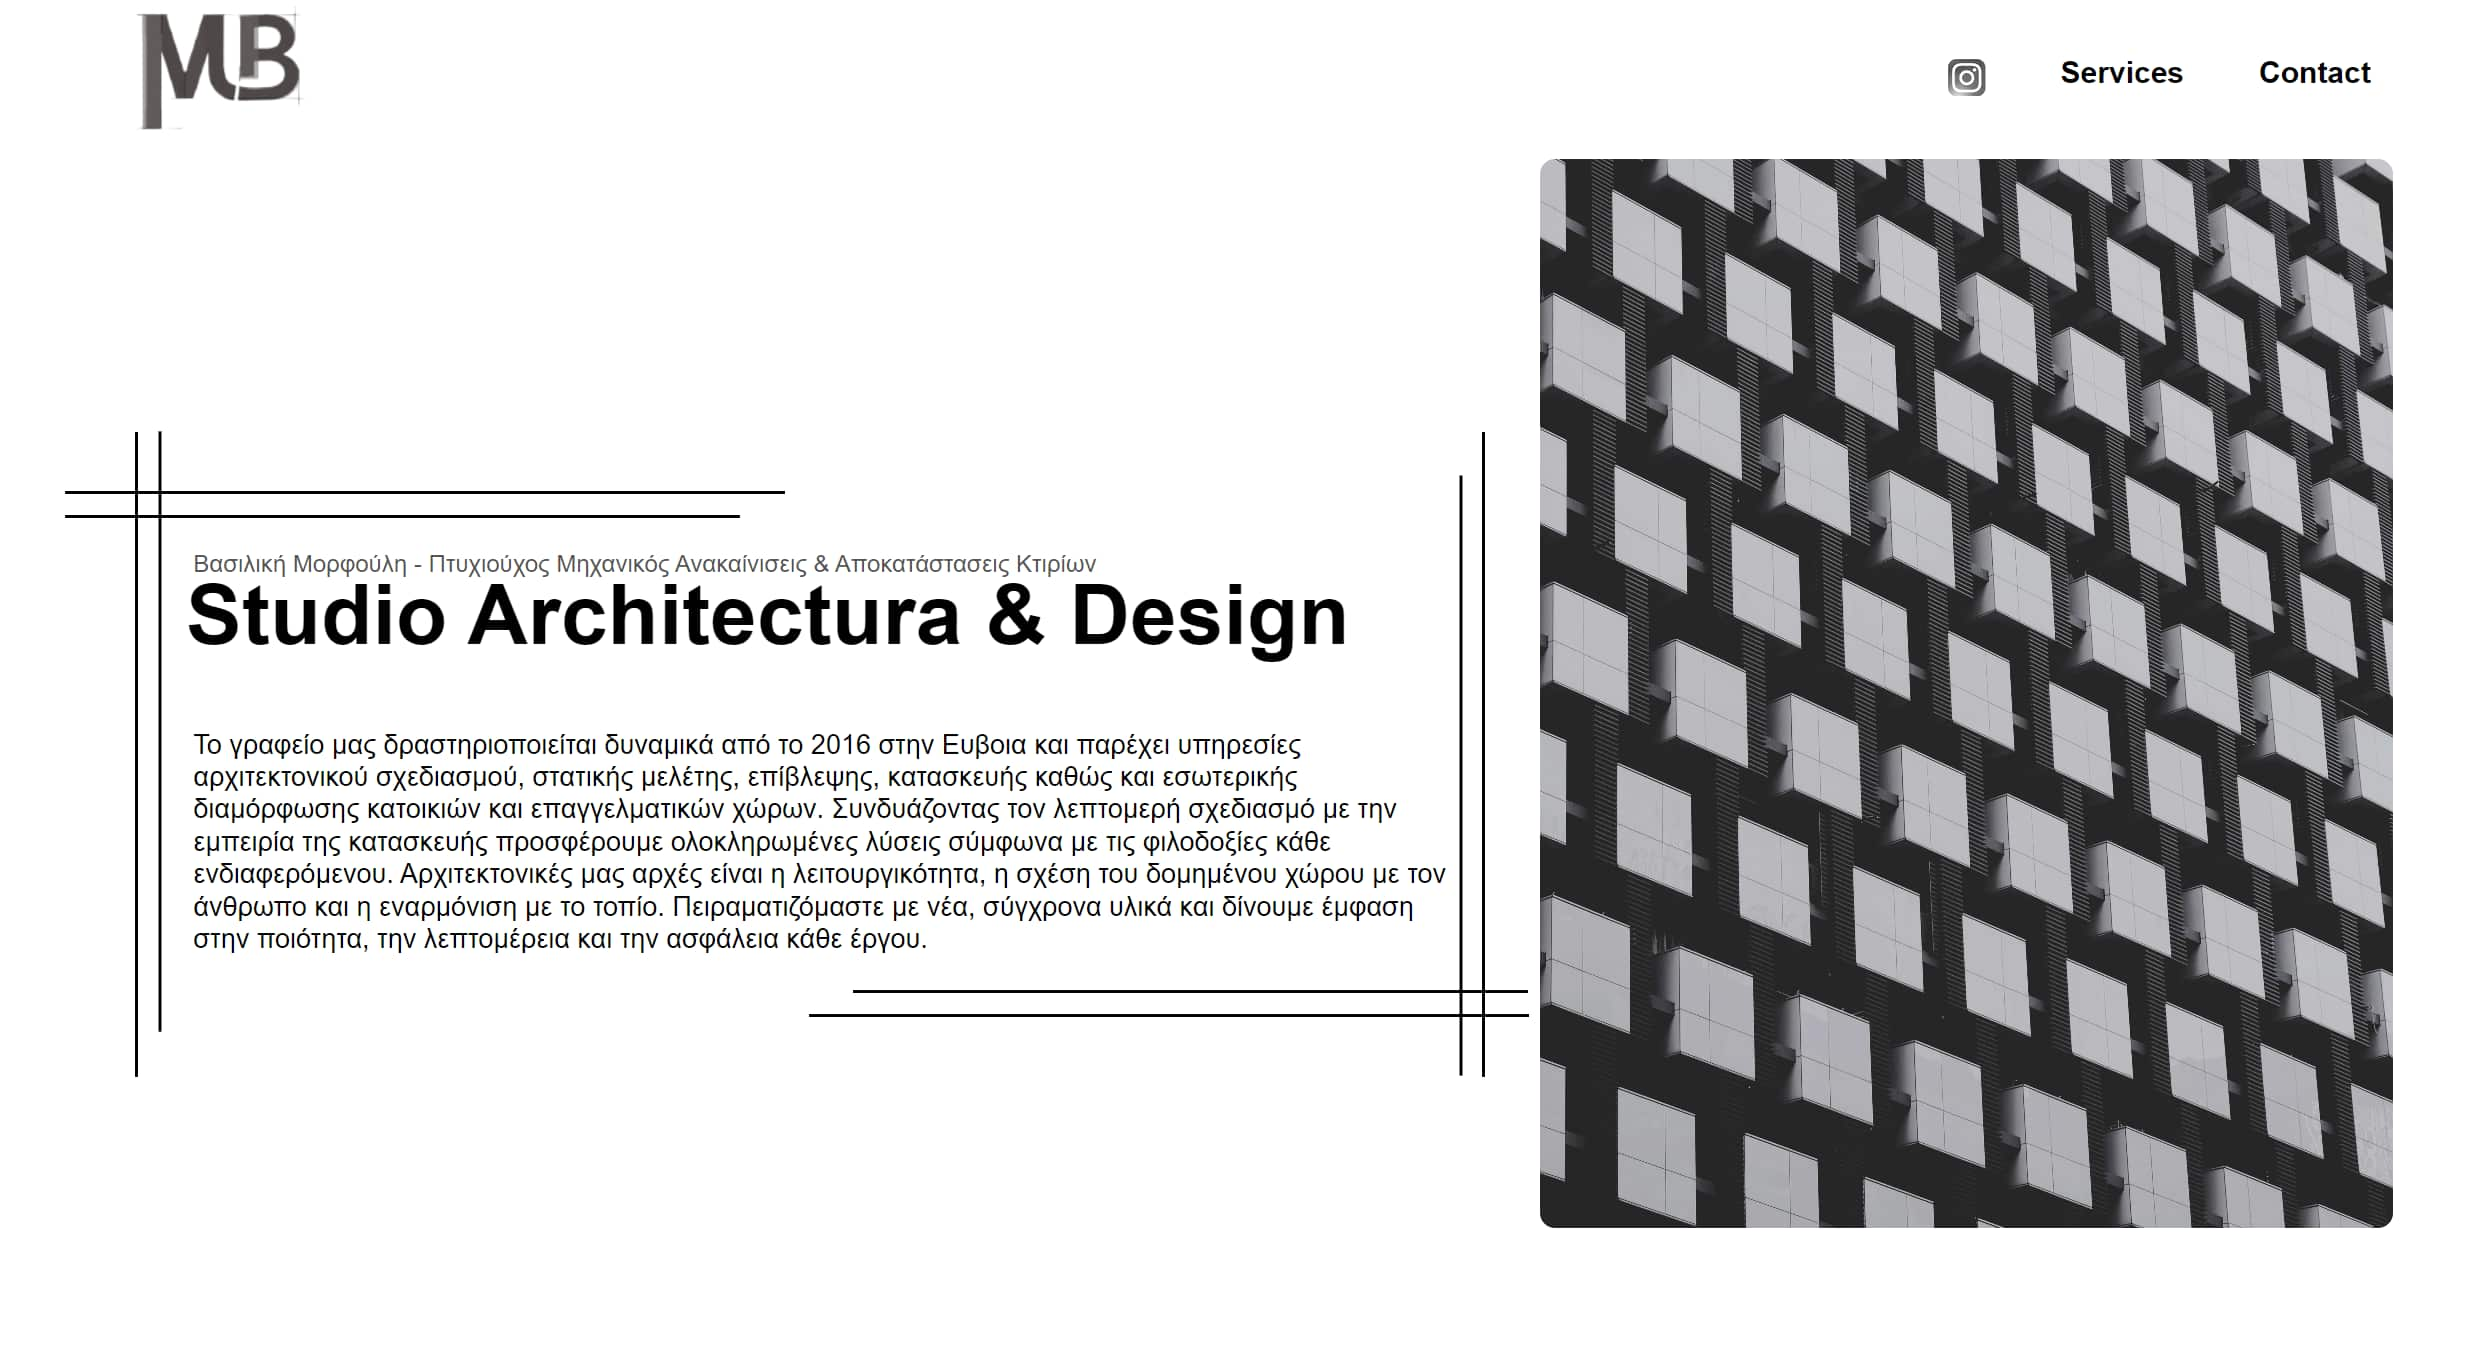 MB
Services
Contact
Βασιλική Μορφούλη - Πτυχιούχος Μηχανικός Ανακαίνισεις & Αποκατάστασεις Κτιρίων
Studio Architectura & Design
Το γραφείο μας δραστηριοποιείται δυναμικά από το 2016 στην Ευβοια και παρέχει υπηρεσίες
αρχιτεκτονικού σχεδιασμού, στατικής μελέτης, επίβλεψης, κατασκευής καθώς και εσωτερικής
διαμόρφωσης κατοικιών και επαγγελματικών χώρων. Συνδυάζοντας τον λεπτομερή σχεδιασμό με την
εμπειρία της κατασκευής προσφέρουμε ολοκληρωμένες λύσεις σύμφωνα με τις φιλοδοξίες κάθε
ενδιαφερόμενου. Αρχιτεκτονικές μας αρχές είναι η λειτουργικότητα, η σχέση του δομημένου χώρου με τον
άνθρωπο και η εναρμόνιση με το τοπίο. Πειραματιζόμαστε με νέα, σύγχρονα υλικά και δίνουμε έμφαση
στην ποιότητα, την λεπτομέρεια και την ασφάλεια κάθε έργου.